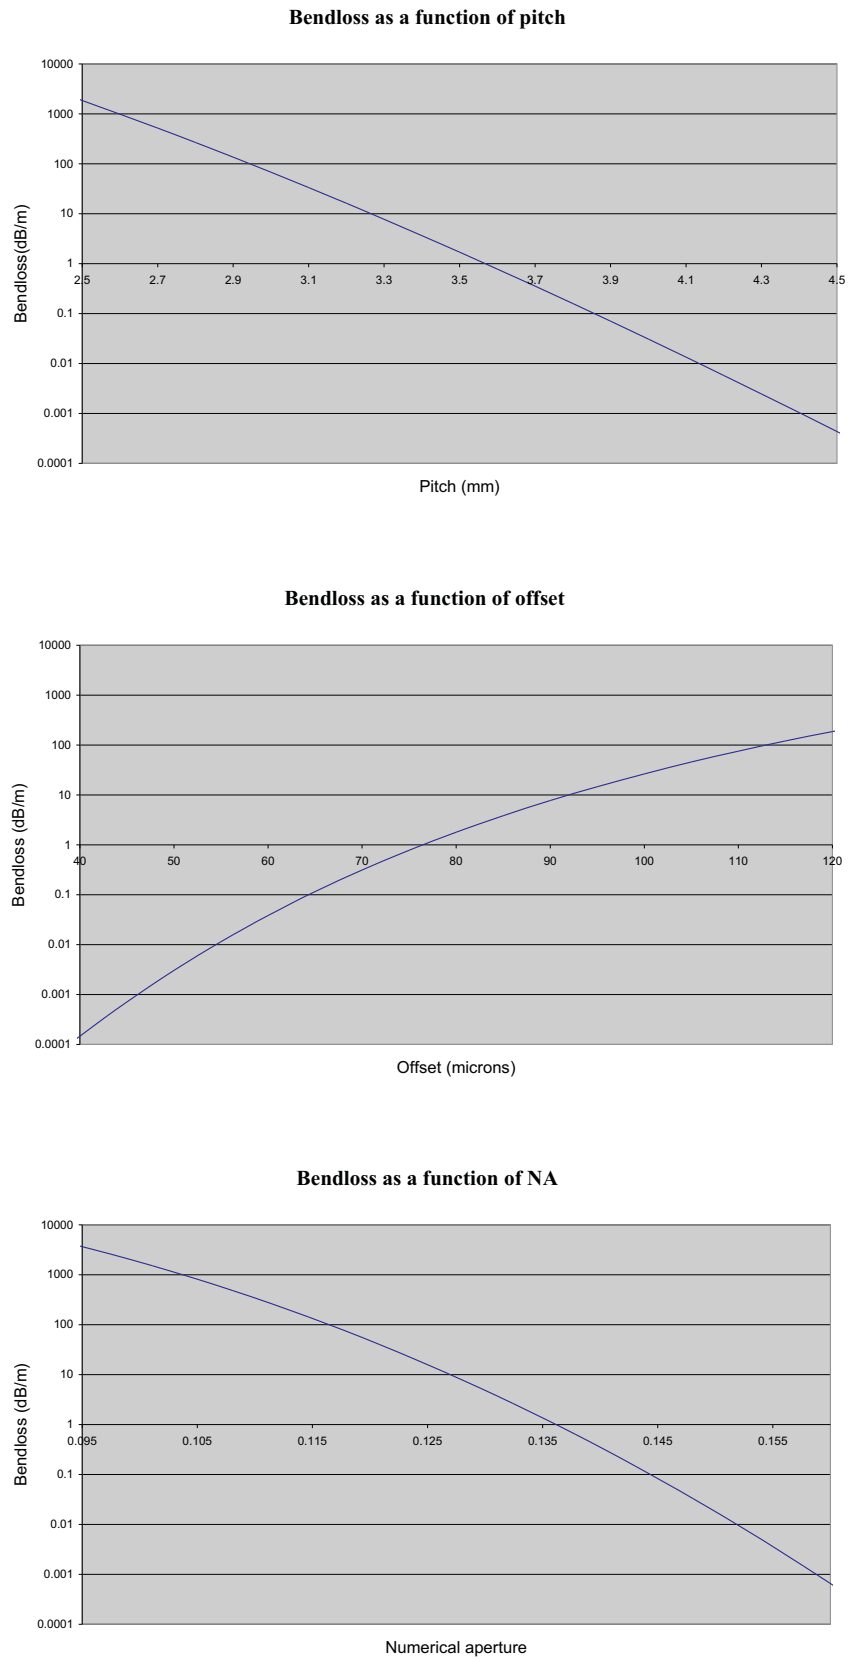 Bendloss as a function of pitch
10000
1000
100
10
1
0.1
0.01
0.001
0.0001
2.5 2.7 2.9 3.1 3.3 3.5 3.7 3.9 4.1 4.3 4.5
Bendloss(dB/m)
Pitch (mm)
Bendloss as a function of offset
10000
1000
100
10
1
0.1
0.01
0.001
0.0001
40 50 60 70 80 90 100 110 120
Bendloss (dB/m)
Offset (microns)
Bendloss as a function of NA
10000
1000
100
10
1
0.1
0.01
0.001
0.0001
0.095 0.105 0.115 0.125 0.135 0.145 0.155
Bendloss (dB/m)
Numerical aperture